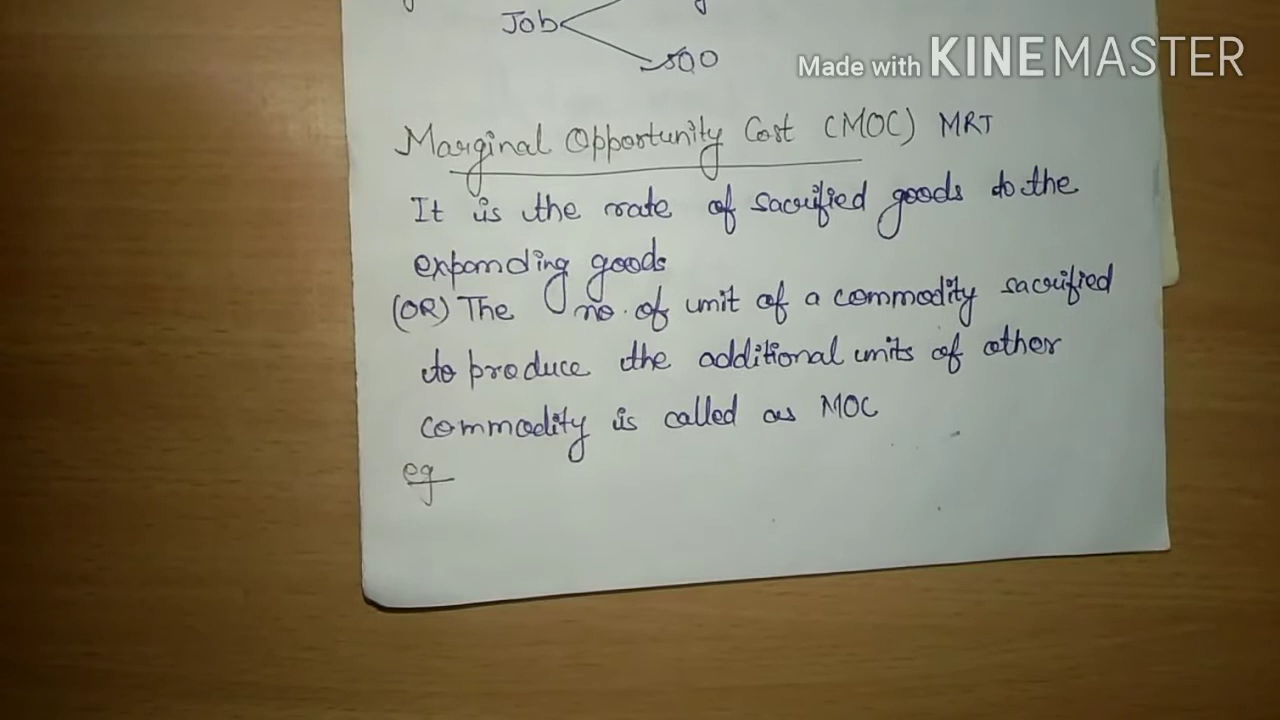 Job
500
Made with KINEMASTER
Marginal Opportunity Cost (MOC) MRT
It is the rate of sacrified goods to the
expanding goods
(OR) The no. of unit of a commodity sacrified
to produce the additional units of other
commodity is called as MOC
eg